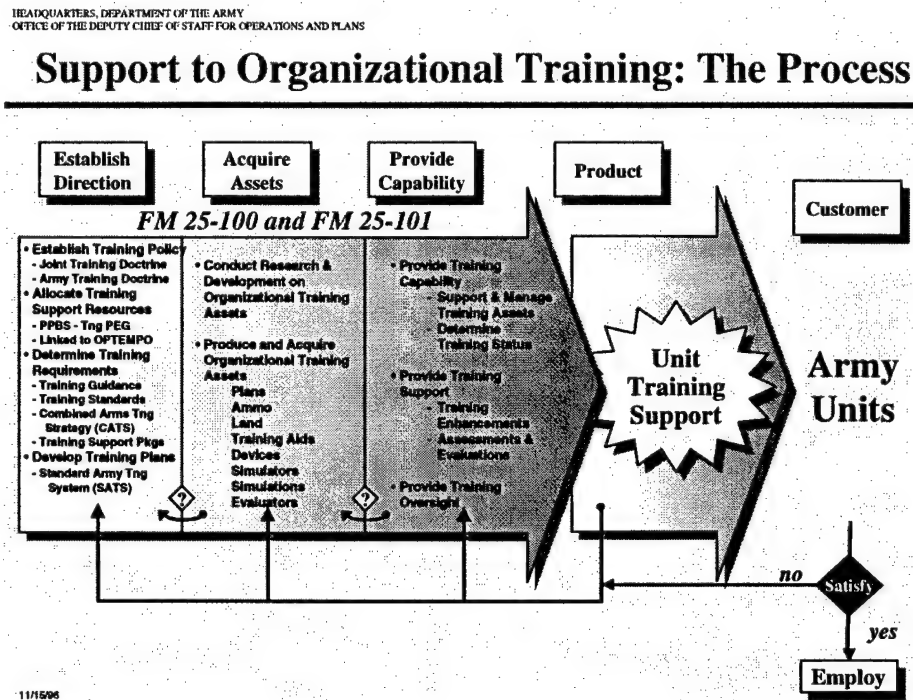 HEADQUARTERS, DEPARTMENT OF THE ARMY
OFFICE OF THE DEPUTY CHIEF OF STAFF FOR OPERATIONS AND PLANS
Support to Organizational Training: The Process
Establish
Direction
Acquire
Assets
Provide
Capability
Product
Customer
FM 25-100 and FM 25-101
• Establish Training Policy
- Joint Training Doctrine
- Army Training Doctrine
• Allocate Training
Support Resources
- PPBS - Tng PEG
- Linked to OPTEMPO
• Determine Training
Requirements
- Training Guidance
- Training Standards
- Combined Arms Tng
Strategy (CATS)
- Training Support Pkgs
• Develop Training Plans
- Standard Army Tng
System (SATS)
?
• Conduct Research &
Development on
Organizational Training
Assets
• Produce and Acquire
Organizational Training
Assets
Plans
Ammo
Land
Training Aids
Devices
Simulators
Simulations
Evaluators
?
• Provide Training
Capability
- Support & Manage
Training Assets
- Determine
Training Status
• Provide Training
Support
- Training
Enhancements
- Assessments &
Evaluations
• Provide Training
Oversight
Unit
Training
Support
Army
Units
no
Satisfy
yes
Employ
11/15/96